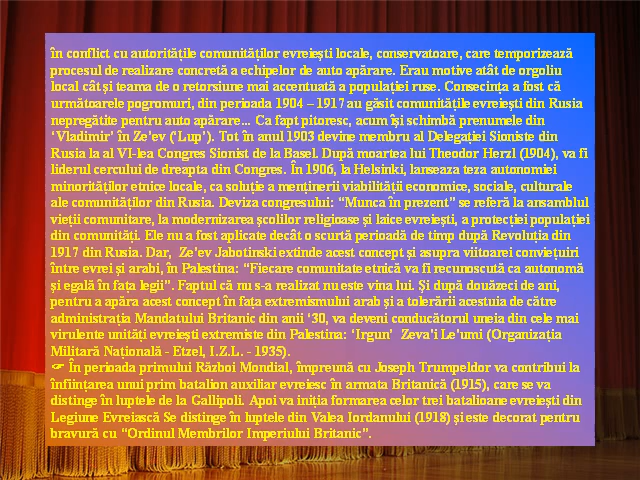 în conflict cu autoritățile comunităților evreiești locale, conservatoare, care temporizează
procesul de realizare concretă a echipelor de auto apărare. Erau motive atât de orgoliu
local cât și teama de o retorsiune mai accentuată a populației ruse. Consecința a fost că
următoarele pogromuri, din perioada 1904 – 1917 au găsit comunitățile evreiești din Rusia
nepregătite pentru auto apărare... Ca fapt pitoresc, acum își schimbă prenumele din
‘Vladimir’ în Ze’ev (‘Lup’). Tot în anul 1903 devine membru al Delegației Sioniste din
Rusia la al VI-lea Congres Sionist de la Basel. După moartea lui Theodor Herzl (1904), va fi
liderul cercului de dreapta din Congres. În 1906, la Helsinki, lansează teza autonomiei
minorităților etnice locale, ca soluție a menținerii viabilității economice, sociale, culturale
ale comunităților din Rusia. Deviza congresului: “Munca în prezent” se referă la ansamblul
vieții comunitare, la modernizarea școlilor religioase și laice evreiești, a protecției populației
din comunități. Ele nu a fost aplicate decât o scurtă perioadă de timp după Revoluția din
1917 din Rusia. Dar, Ze’ev Jabotinski extinde acest concept și asupra viitoarei conviețuiri
între evrei și arabi, în Palestina: “Fiecare comunitate etnică va fi recunoscută ca autonomă
și egală în fața legii”. Faptul că nu s-a realizat nu este vina lui. Și după douăzeci de ani,
pentru a apăra acest concept în fața extremismului arab și a tolerării acestuia de către
administrația Mandatului Britanic din anii ’30, va deveni conducătorul uneia din cele mai
virulente unități evreiești extremiste din Palestina: ‘Irgun’ Zeva’i Le’umi (Organizația
Militară Națională - Etzel, I.Z.L. - 1935).
☞ În perioada primului Război Mondial, împreună cu Joseph Trumpeldor va contribui la
înființarea unui prim batalion auxiliar evreiesc în armata Britanică (1915), care se va
distinge în luptele de la Gallipoli. Apoi va iniția formarea celor trei batalioane evreiești din
Legiune Evreiască Se distinge în luptele din Valea Iordanului (1918) și este decorat pentru
bravură cu “Ordinul Membrilor Imperiului Britanic”.